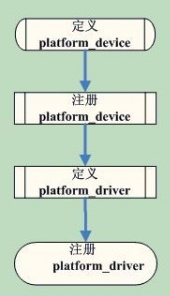 定义
platform_device
注册
platform_device
定义
platform_driver
注册
platform_driver